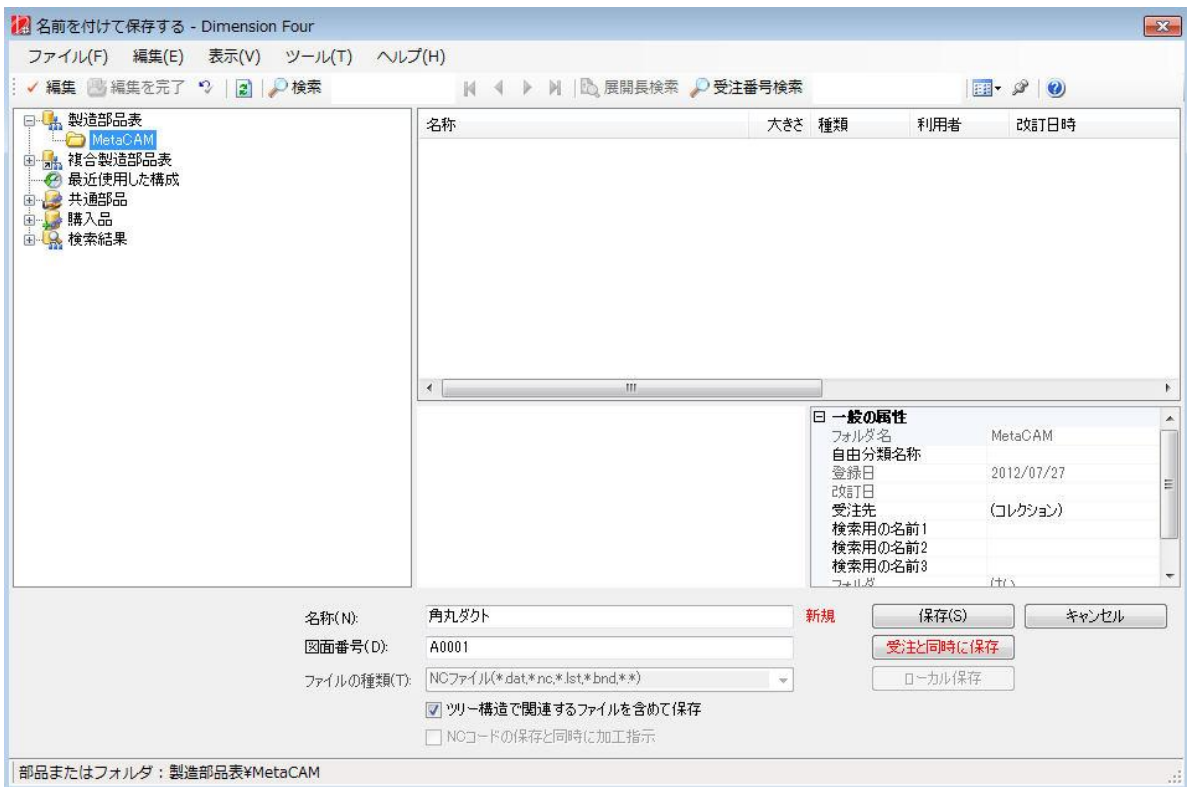 名前を付けて保存する - Dimension Four
ファイル(F) 編集(E) 表示(V) ツール(T) ヘルプ(H)
編集 編集を完了 検索 展開長検索 受注番号検索
製造部品表
MetaCAM
複合製造部品表
最近使用した構成
共通部品
購入品
検索結果
名称 大きさ 種類 利用者 改訂日時
一般の属性
フォルダ名 MetaCAM
自由分類名称
登録日 2012/07/27
改訂日
受注先 (コレクション)
検索用の名前1
検索用の名前2
検索用の名前3
フォルダ はい
名称(N): 角丸ダクト 新規 保存(S) キャンセル
図面番号(D): A0001 受注と同時に保存
ファイルの種類(T): NCファイル(*.dat,*.nc,*.lst,*.bnd,*.*) ローカル保存
ツリー構造で関連するファイルを含めて保存
NCコードの保存と同時に加工指示
部品またはフォルダ：製造部品表¥MetaCAM